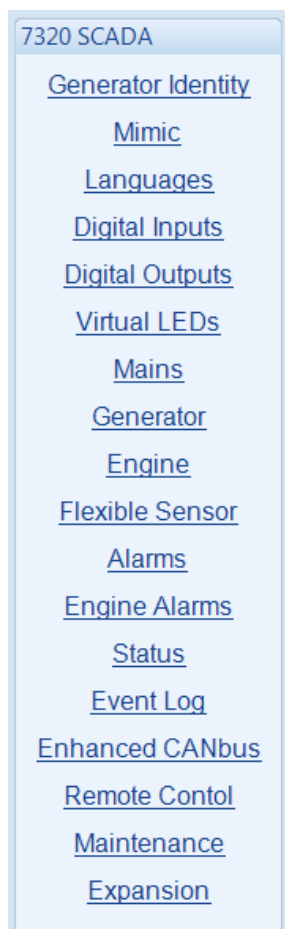 7320 SCADA
Generator Identity
Mimic
Languages
Digital Inputs
Digital Outputs
Virtual LEDs
Mains
Generator
Engine
Flexible Sensor
Alarms
Engine Alarms
Status
Event Log
Enhanced CANbus
Remote Contol
Maintenance
Expansion